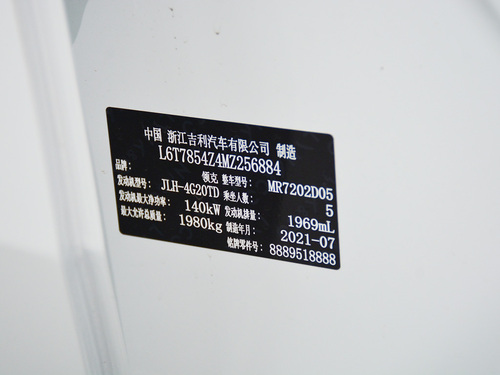 中国 浙江吉利汽车有限公司 制造
L6T7854Z4MZ256884
品牌： 领克 整车型号： MR7202D05
发动机型号： JLH-4G20TD 乘坐人数： 5
发动机最大净功率： 140kW 发动机排量： 1969mL
最大允许总质量： 1980kg 制造年月： 2021-07
铭牌零件号： 8889518888